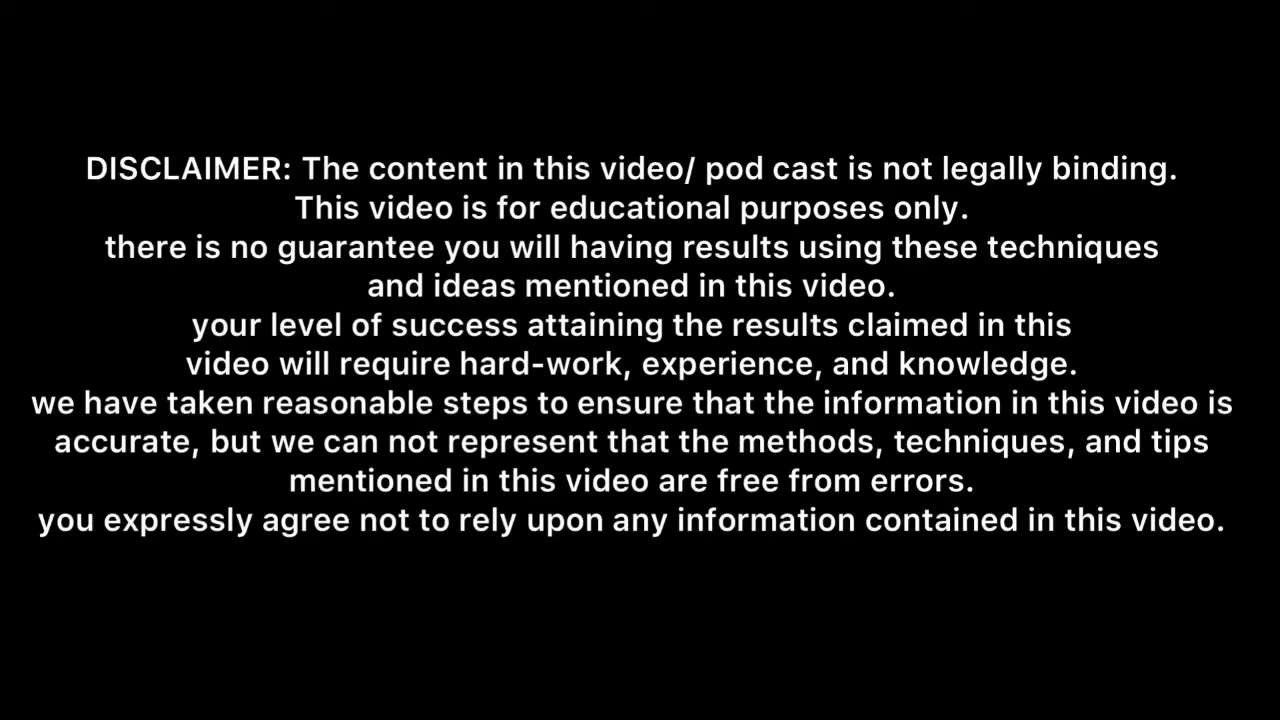 DISCLAIMER: The content in this video/ pod cast is not legally binding.
This video is for educational purposes only.
there is no guarantee you will having results using these techniques
and ideas mentioned in this video.
your level of success attaining the results claimed in this
video will require hard-work, experience, and knowledge.
we have taken reasonable steps to ensure that the information in this video is
accurate, but we can not represent that the methods, techniques, and tips
mentioned in this video are free from errors.
you expressly agree not to rely upon any information contained in this video.